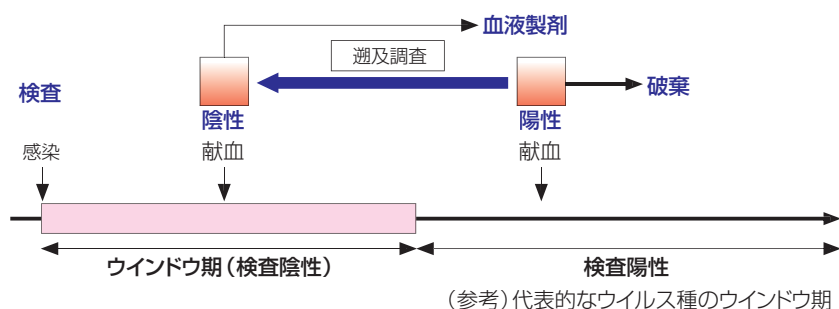 血液製剤
遡及調査
検査
破棄
陰性
陽性
感染
献血
献血
ウインドウ期(検査陰性)
検査陽性
(参考)代表的なウイルス種のウインドウ期